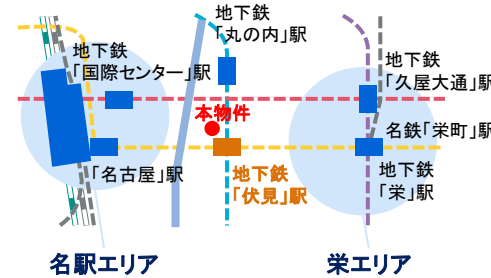 地下鉄
「丸の内」駅
地下鉄
「国際センター」駅
地下鉄
「久屋大通」駅
本物件
名鉄「栄町」駅
「名古屋」駅
地下鉄
「伏見」駅
地下鉄
「栄」駅
名駅エリア
栄エリア